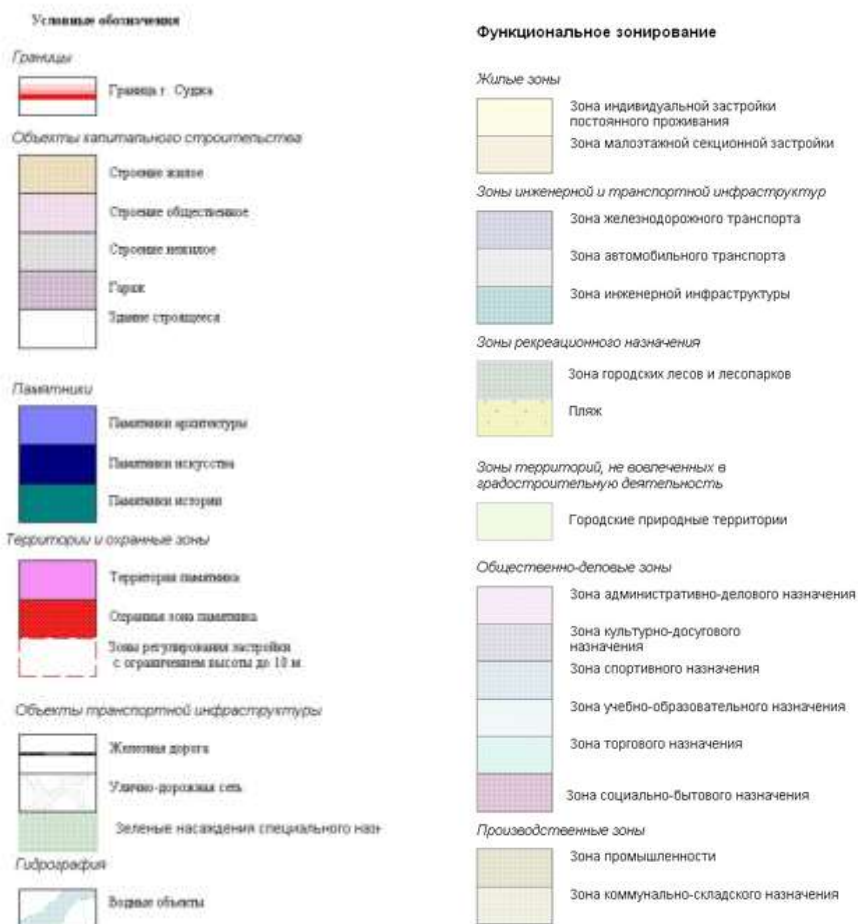 Условные обозначения
Границы
Граница г. Суджа
Объекты капитального строительства
Строение жилое
Строение общественное
Строение нежилое
Гараж
Здание строящееся
Памятники
Памятники архитектуры
Памятники искусства
Памятники истории
Территории и охранные зоны
Территория памятника
Охранная зона памятника
Зоны регулирования застройки
с ограничением высоты до 10 м.
Объекты транспортной инфраструктуры
Железная дорога
Улично-дорожная сеть
Зеленые насаждения специального наз
Гидрография
Водные объекты
Функциональное зонирование
Жилые зоны
Зона индивидуальной застройки
постоянного проживания
Зона малоэтажной секционной застройки
Зоны инженерной и транспортной инфраструктур
Зона железнодорожного транспорта
Зона автомобильного транспорта
Зона инженерной инфраструктуры
Зоны рекреационного назначения
Зона городских лесов и лесопарков
Пляж
Зоны территорий, не вовлеченных в
градостроительную деятельность
Городские природные территории
Общественно-деловые зоны
Зона административно-делового назначения
Зона культурно-досугового
назначения
Зона спортивного назначения
Зона учебно-образовательного назначения
Зона торгового назначения
Зона социально-бытового назначения
Производственные зоны
Зона промышленности
Зона коммунально-складского назначения